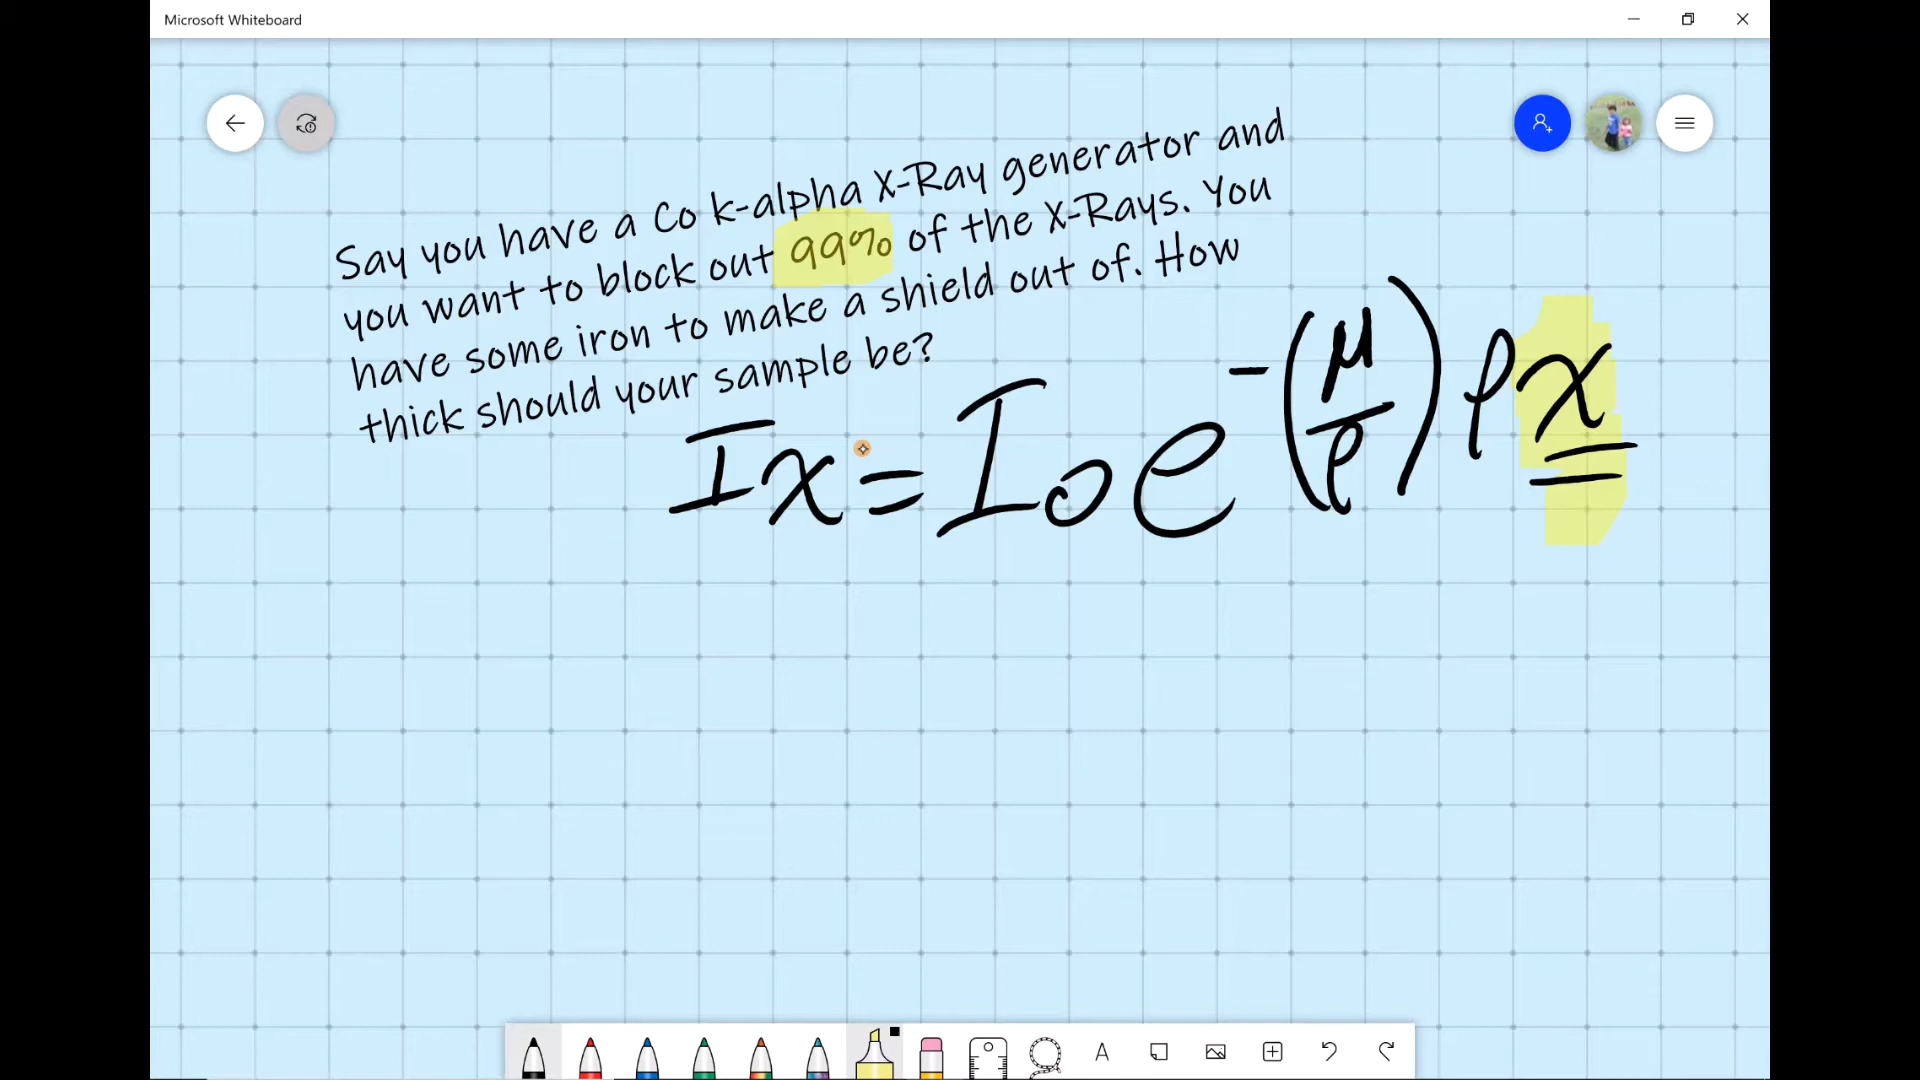 Microsoft Whiteboard
Say you have a Co k-alpha X-Ray generator and
you want to block out 99% of the X-Rays. You
have some iron to make a shield out of. How
thick should your sample be?
Ix = I0 e^-(μ/ρ)ρx
A